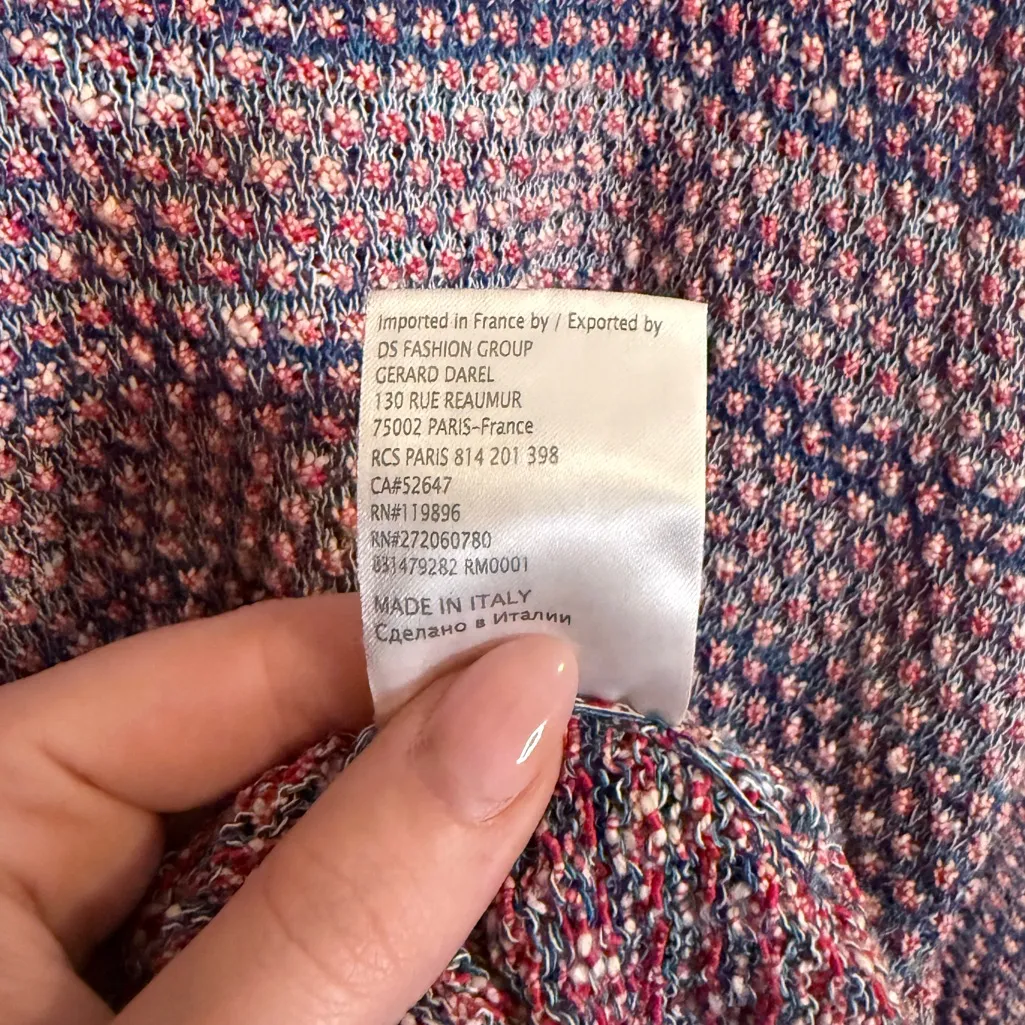 Imported in France by / Exported by
DS FASHION GROUP
GERARD DAREL
130 RUE REAUMUR
75002 PARIS-France
RCS PARIS 814 201 398
CA#52647
RN#119896
RN#272060780
831479282 RM0001
MADE IN ITALY
Сделано в Италии